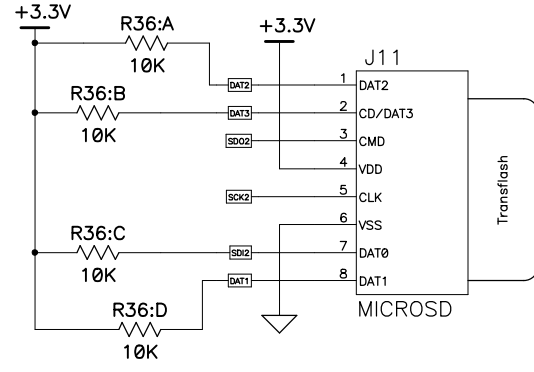 +3.3V
R36:A
10K
+3.3V
J11
DAT2
1
DAT2
R36:B
10K
DAT3
2
CD/DAT3
SDO2
3
CMD
4
VDD
SCK2
5
CLK
6
VSS
R36:C
10K
SDI2
7
DAT0
DAT1
8
DAT1
R36:D
10K
MICROSD
Transflash